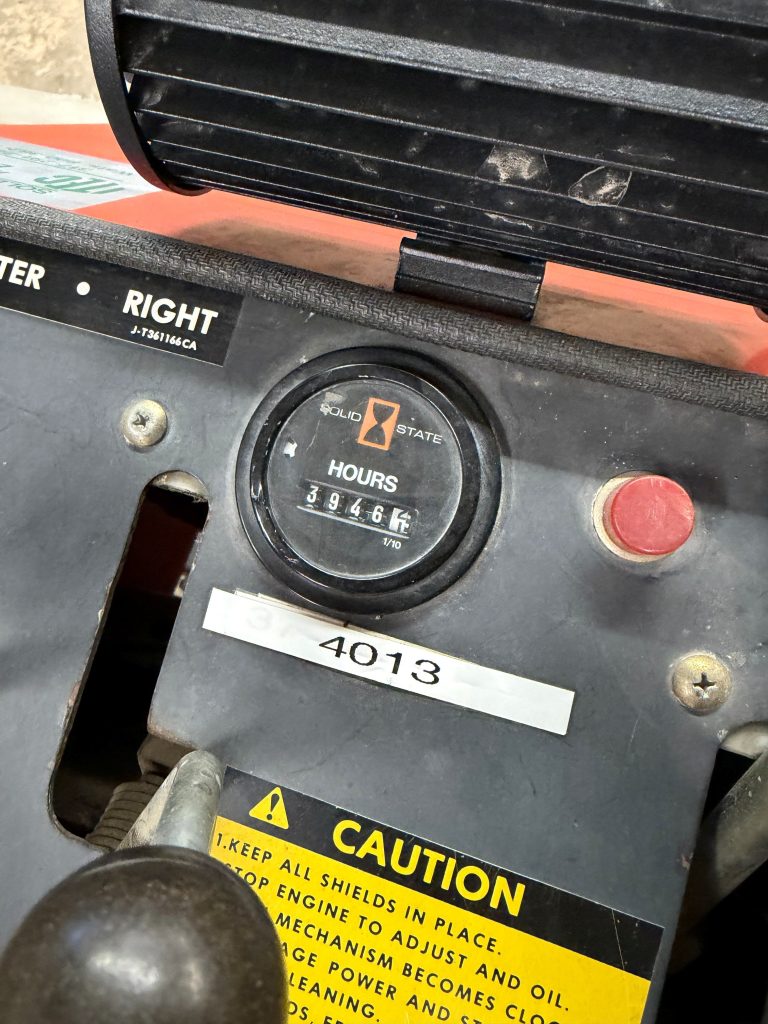 TER • RIGHT
J-T361166CA
SOLID STATE
HOURS
3946
1/10
4013
CAUTION
1.KEEP ALL SHIELDS IN PLACE.
STOP ENGINE TO ADJUST AND OIL.
MECHANISM BECOMES CLOG
AGE POWER AND ST
LEANING.